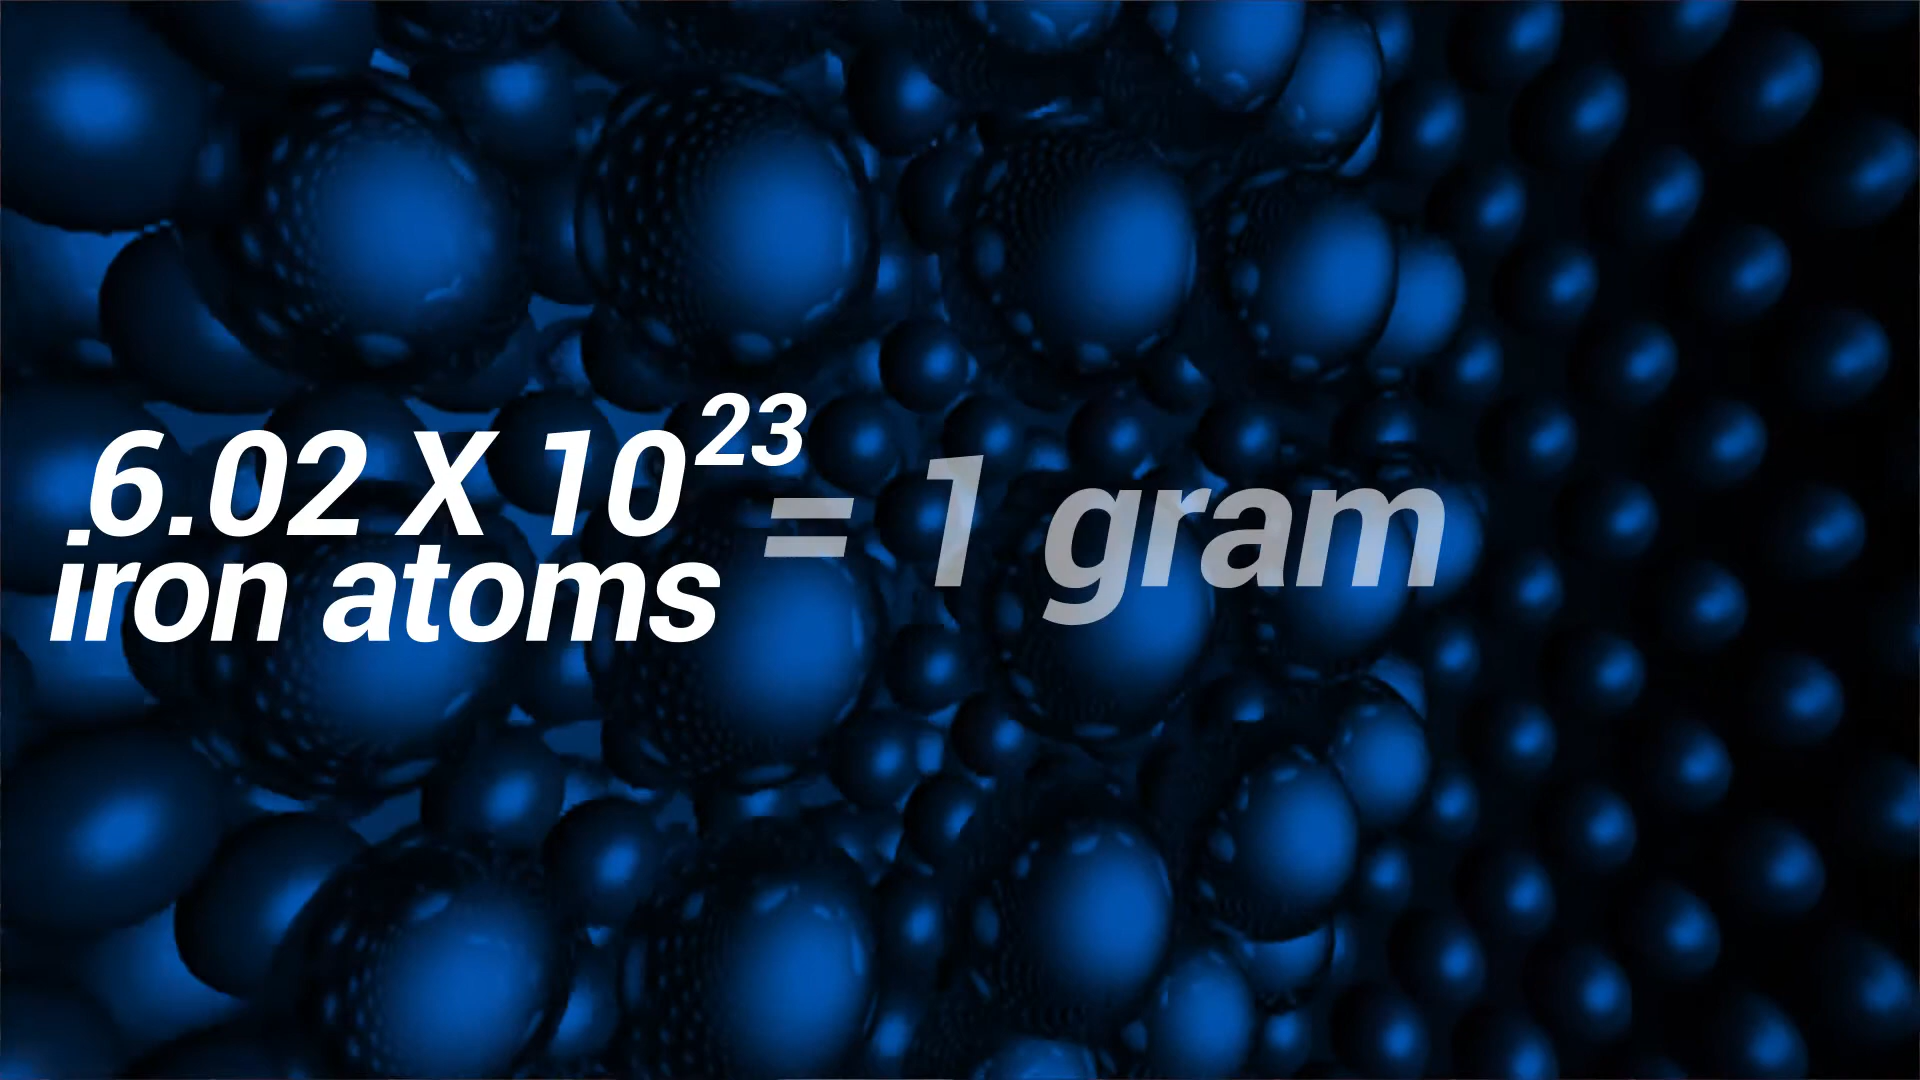 6.02 X 10²³
iron atoms
= 1 gram